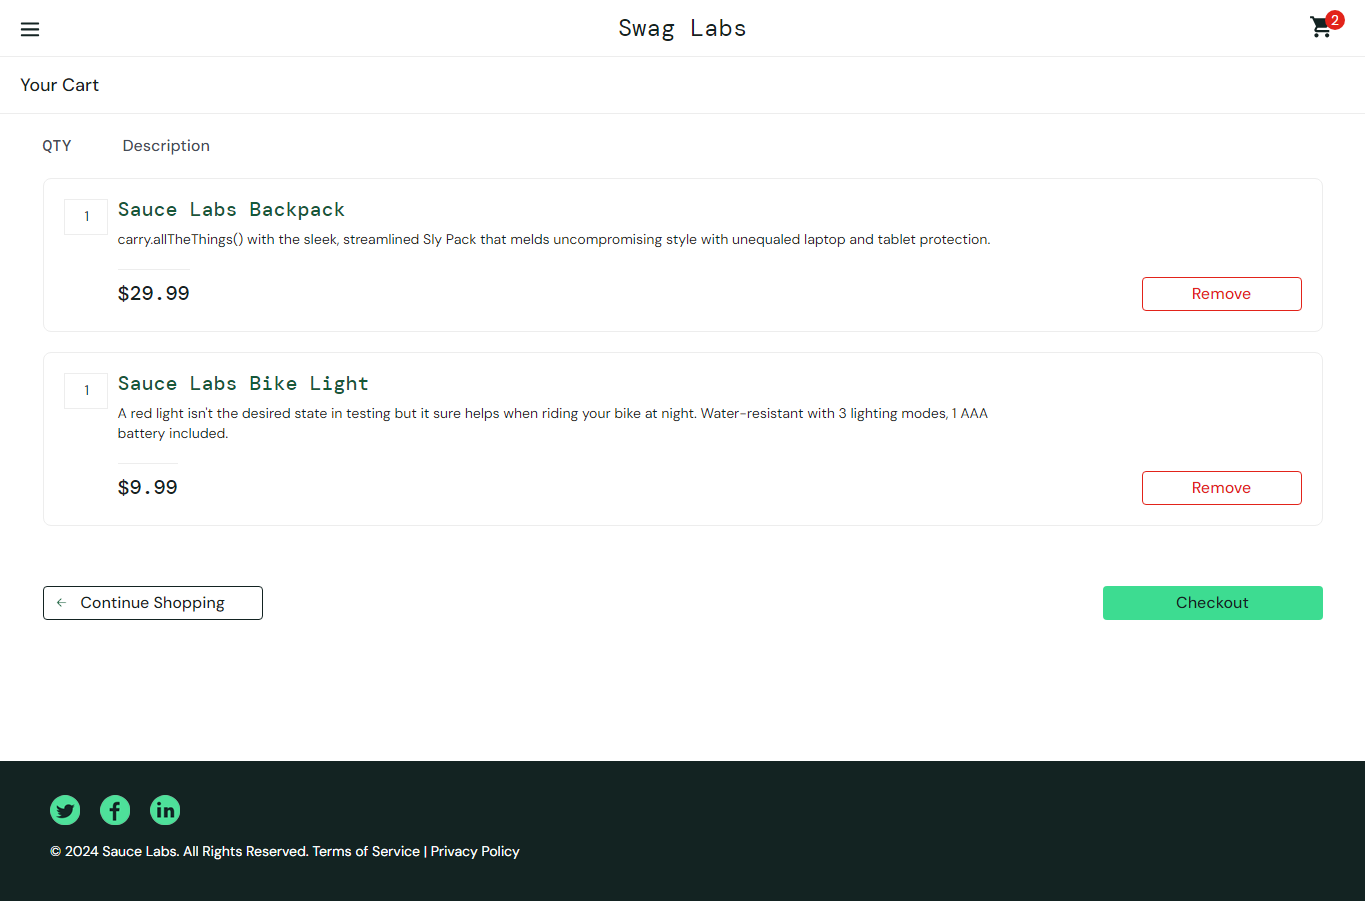 Swag Labs
2
Your Cart
QTY Description
1 Sauce Labs Backpack
carry.allTheThings() with the sleek, streamlined Sly Pack that melds uncompromising style with unequaled laptop and tablet protection.
$29.99
Remove
1 Sauce Labs Bike Light
A red light isn't the desired state in testing but it sure helps when riding your bike at night. Water-resistant with 3 lighting modes, 1 AAA
battery included.
$9.99
Remove
Continue Shopping
Checkout
© 2024 Sauce Labs. All Rights Reserved. Terms of Service | Privacy Policy